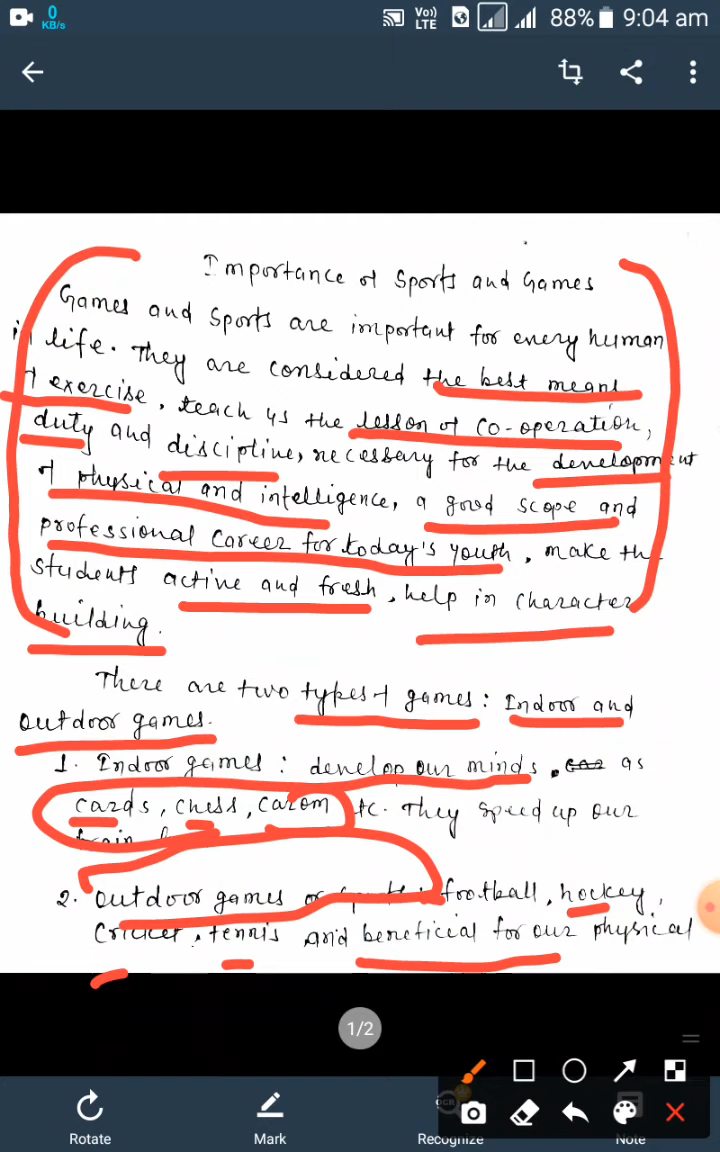 0 KB/s
Vo)) LTE
88% 9:04 am
Importance of Sports and Games
Games and Sports are important for every human
in life. They are considered the best means
of exercise, teach us the lesson of co-operation,
duty and discipline, necessary for the development
of physical and intelligence, a good scope and
professional career for today's youth, make the
students active and fresh, help in character
building.
There are two types of games: Indoor and
outdoor games.
1. Indoor games: develop our minds, as
cards, chess, carom etc. They speed up our
2. outdoor games or football, hockey,
cricket, tennis and beneficial for our physical
1/2
OCR
Rotate Mark Recognize Note